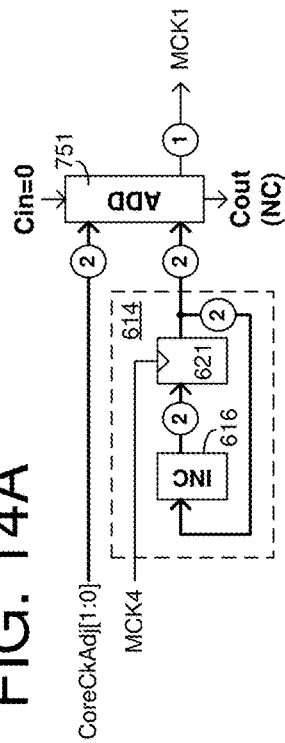 FIG. 14A
CoreCkAdj[1:0]
MCK4
614
INC
616
2
621
2
2
2
Cin=0
751
ADD
Cout
(NC)
1
MCK1